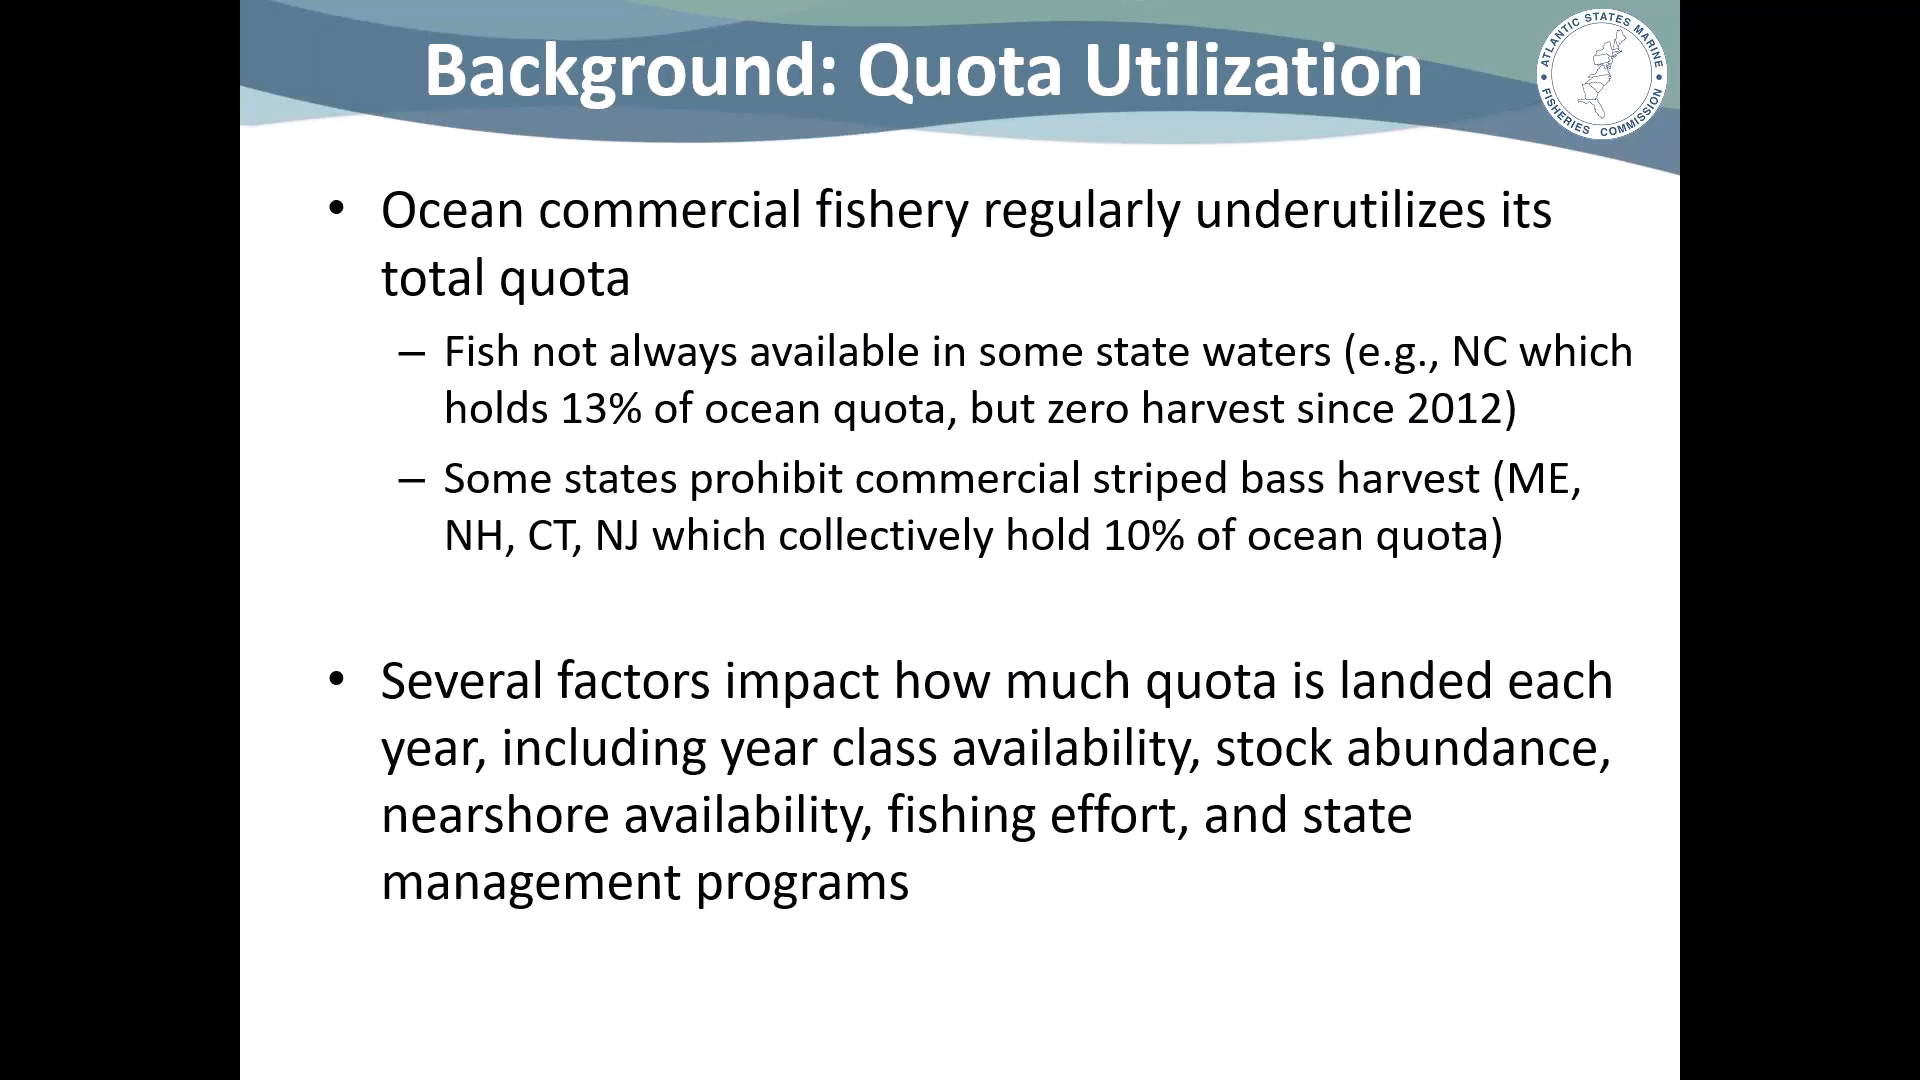 Background: Quota Utilization
ATLANTIC STATES MARINE
FISHERIES COMMISSION
• Ocean commercial fishery regularly underutilizes its
total quota
– Fish not always available in some state waters (e.g., NC which
holds 13% of ocean quota, but zero harvest since 2012)
– Some states prohibit commercial striped bass harvest (ME,
NH, CT, NJ which collectively hold 10% of ocean quota)
• Several factors impact how much quota is landed each
year, including year class availability, stock abundance,
nearshore availability, fishing effort, and state
management programs